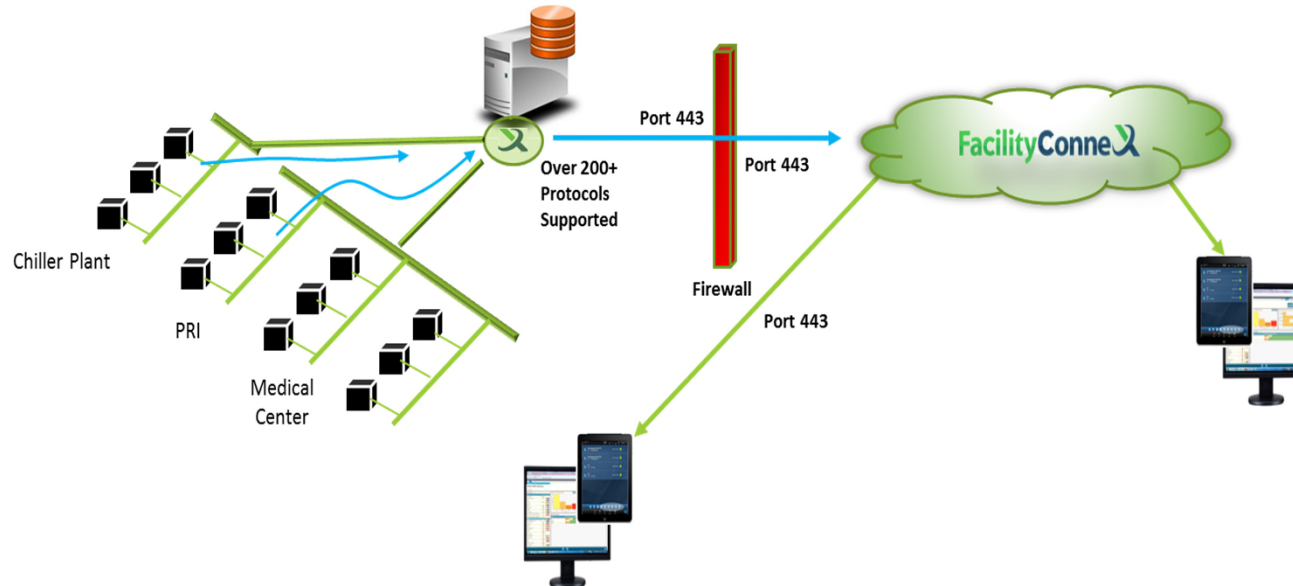 Port 443
Port 443
FacilityConneX
Over 200+
Protocols
Supported
Chiller Plant
PRI
Firewall
Port 443
Medical
Center